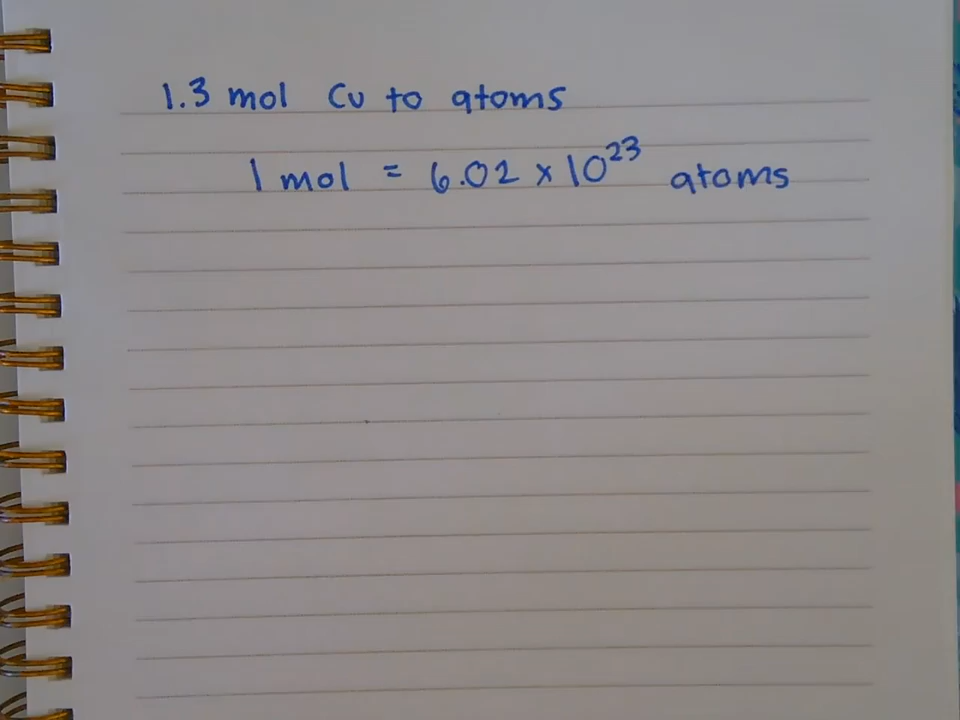 1.3 mol Cu to atoms
1 mol = 6.02 × 10²³ atoms